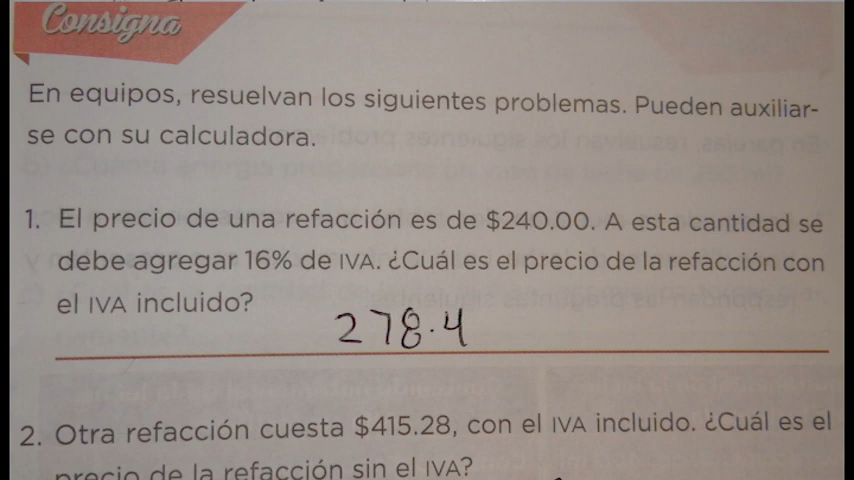 Consigna
En equipos, resuelvan los siguientes problemas. Pueden auxiliar-
se con su calculadora.
1. El precio de una refacción es de $240.00. A esta cantidad se
debe agregar 16% de IVA. ¿Cuál es el precio de la refacción con
el IVA incluido?
278.4
2. Otra refacción cuesta $415.28, con el IVA incluido. ¿Cuál es el
precio de la refacción sin el IVA?